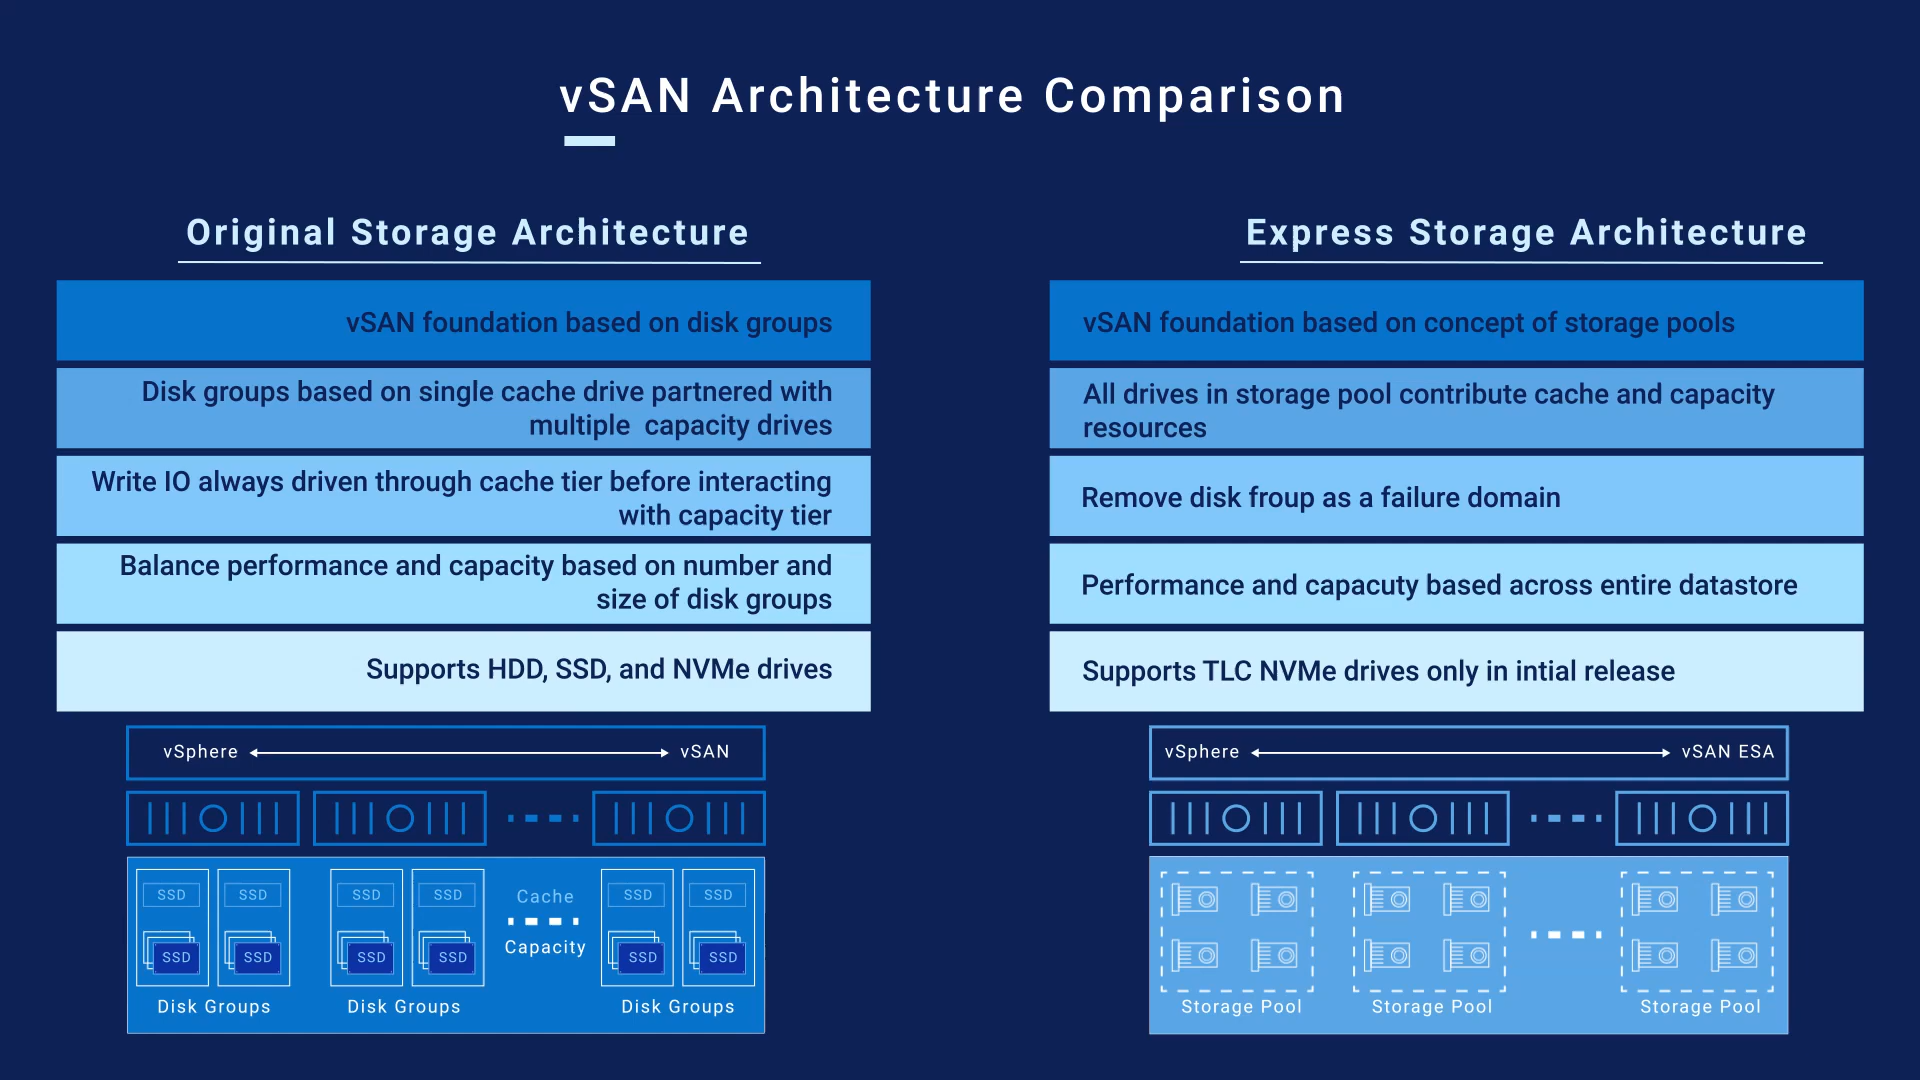 vSAN Architecture Comparison
Original Storage Architecture
vSAN foundation based on disk groups
Disk groups based on single cache drive partnered with
multiple  capacity drives
Write IO always driven through cache tier before interacting
with capacity tier
Balance performance and capacity based on number and
size of disk groups
Supports HDD, SSD, and NVMe drives
vSphere vSAN
SSD SSD SSD SSD Cache SSD SSD
Capacity
SSD SSD SSD SSD SSD SSD
Disk Groups Disk Groups Disk Groups
Express Storage Architecture
vSAN foundation based on concept of storage pools
All drives in storage pool contribute cache and capacity
resources
Remove disk froup as a failure domain
Performance and capacuty based across entire datastore
Supports TLC NVMe drives only in intial release
vSphere vSAN ESA
Storage Pool Storage Pool Storage Pool